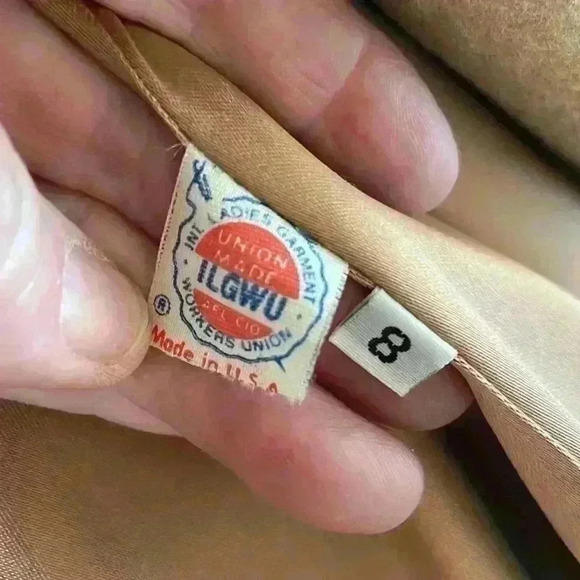 INT. LADIES GARMENT
UNION
MADE
ILGWU
AFL CIO
WORKERS UNION
®
Made in U.S.A
8